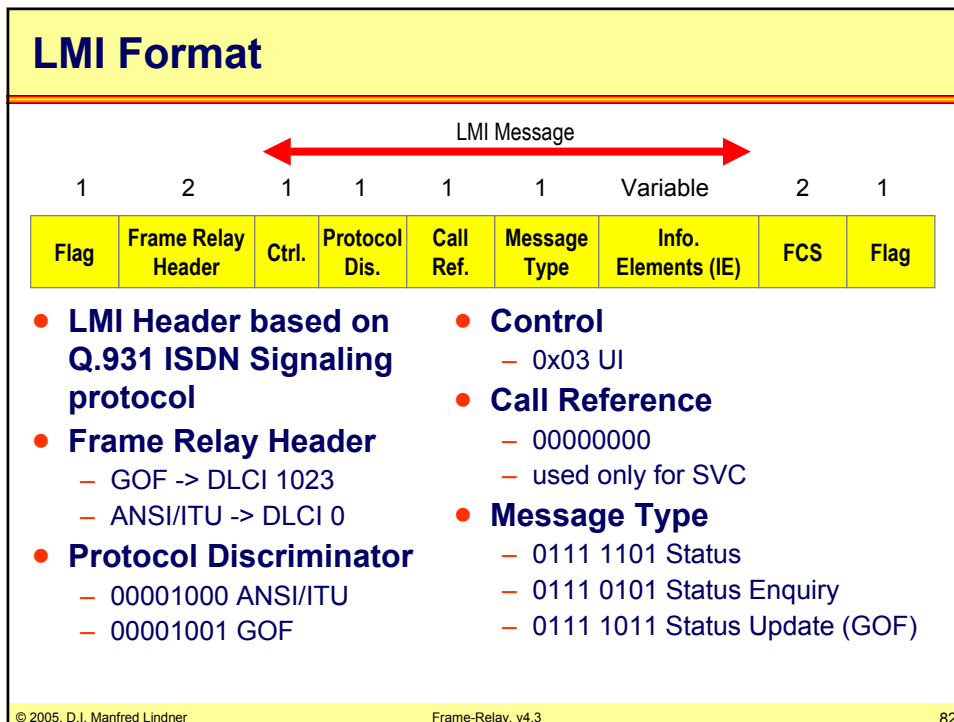 LMI Format
LMI Message
1 2 1 1 1 1 Variable 2 1
Flag
Frame Relay
Header
Ctrl.
Protocol
Dis.
Call
Ref.
Message
Type
Info.
Elements (IE)
FCS
Flag
• LMI Header based on
Q.931 ISDN Signaling
protocol
• Frame Relay Header
– GOF -> DLCI 1023
– ANSI/ITU -> DLCI 0
• Protocol Discriminator
– 00001000 ANSI/ITU
– 00001001 GOF
• Control
– 0x03 UI
• Call Reference
– 00000000
– used only for SVC
• Message Type
– 0111 1101 Status
– 0111 0101 Status Enquiry
– 0111 1011 Status Update (GOF)
© 2005, D.I. Manfred Lindner
Frame-Relay, v4.3
82